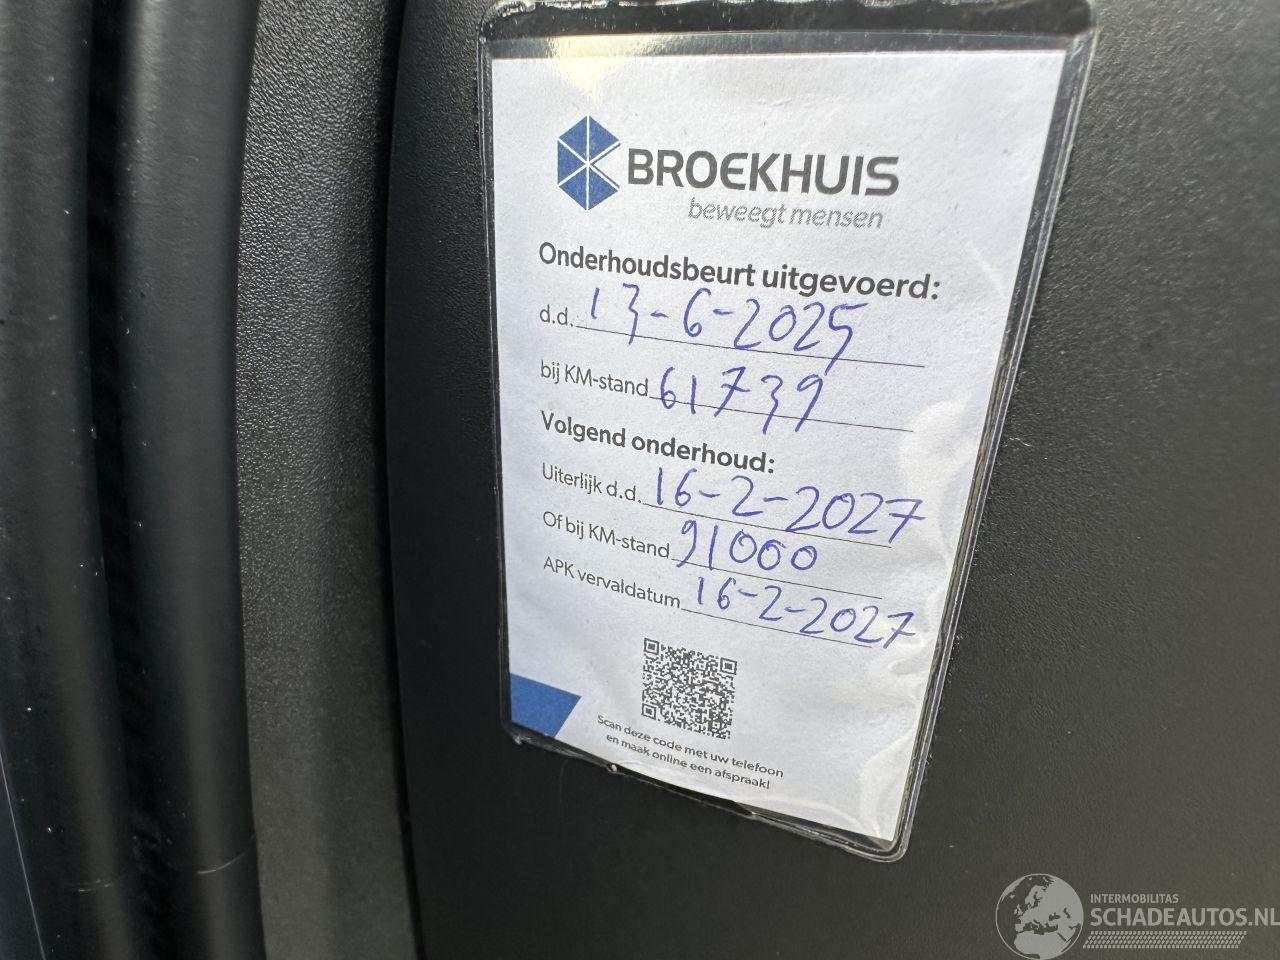 BROEKHUIS
beweegt mensen
Onderhoudsbeurt uitgevoerd:
d.d. 13-6-2025
bij KM-stand 61739
Volgend onderhoud:
Uiterlijk d.d. 16-2-2027
Of bij KM-stand 91000
APK vervaldatum 16-2-2027
Scan deze code met uw telefoon
en maak online een afspraak!
INTERMOBILITAS
SCHADEAUTOS.NL